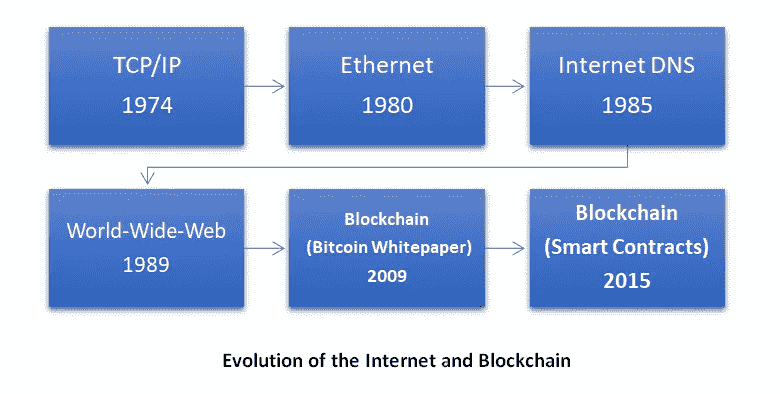 TCP/IP
1974
Ethernet
1980
Internet DNS
1985
World-Wide-Web
1989
Blockchain
(Bitcoin Whitepaper)
2009
Blockchain
(Smart Contracts)
2015
Evolution of the Internet and Blockchain